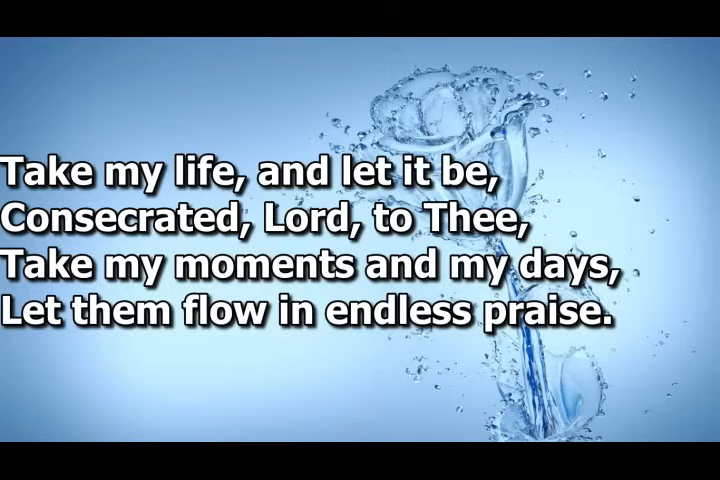 Take my life, and let it be,
Consecrated, Lord, to Thee,
Take my moments and my days,
Let them flow in endless praise.